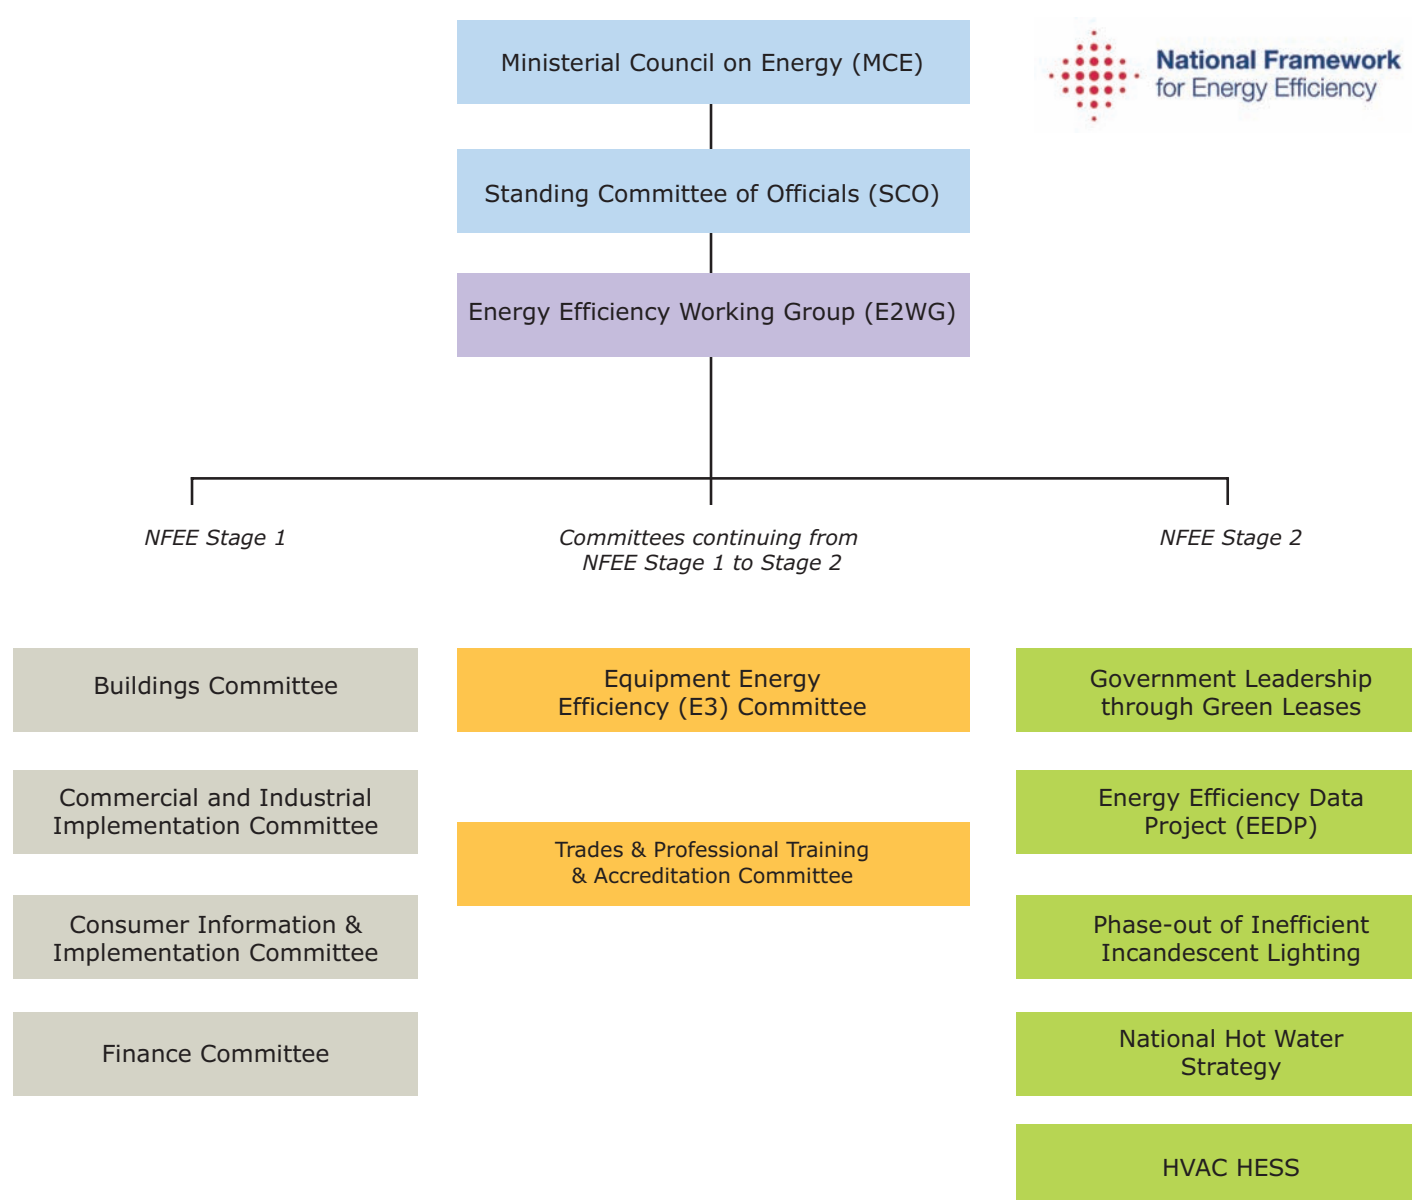 Ministerial Council on Energy (MCE)
National Framework
for Energy Efficiency
Standing Committee of Officials (SCO)
Energy Efficiency Working Group (E2WG)
NFEE Stage 1
Committees continuing from
NFEE Stage 1 to Stage 2
NFEE Stage 2
Buildings Committee
Commercial and Industrial
Implementation Committee
Consumer Information &
Implementation Committee
Finance Committee
Equipment Energy
Efficiency (E3) Committee
Trades & Professional Training
& Accreditation Committee
Government Leadership
through Green Leases
Energy Efficiency Data
Project (EEDP)
Phase-out of Inefficient
Incandescent Lighting
National Hot Water
Strategy
HVAC HESS